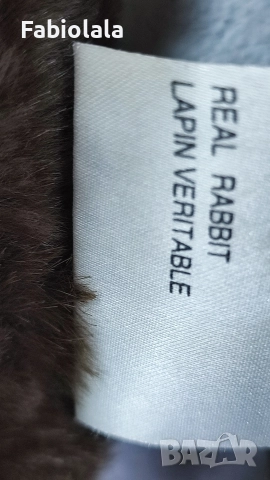 Fabiolala
REAL RABBIT
LAPIN VERITABLE
BAZAR